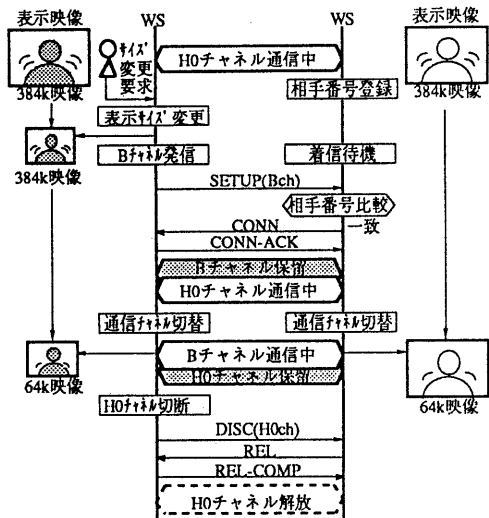 表示映像
WS
WS
表示映像
サイズ
変更
要求
H0チャネル通信中
384k映像
相手番号登録
384k映像
表示サイズ変更
Bチャネル発信
着信待機
384k映像
SETUP(Bch)
相手番号比較
CONN
一致
CONN-ACK
Bチャネル保留
H0チャネル通信中
通信チャネル切替
通信チャネル切替
Bチャネル通信中
H0チャネル保留
64k映像
64k映像
H0チャネル切断
DISC(H0ch)
REL
REL-COMP
H0チャネル解放